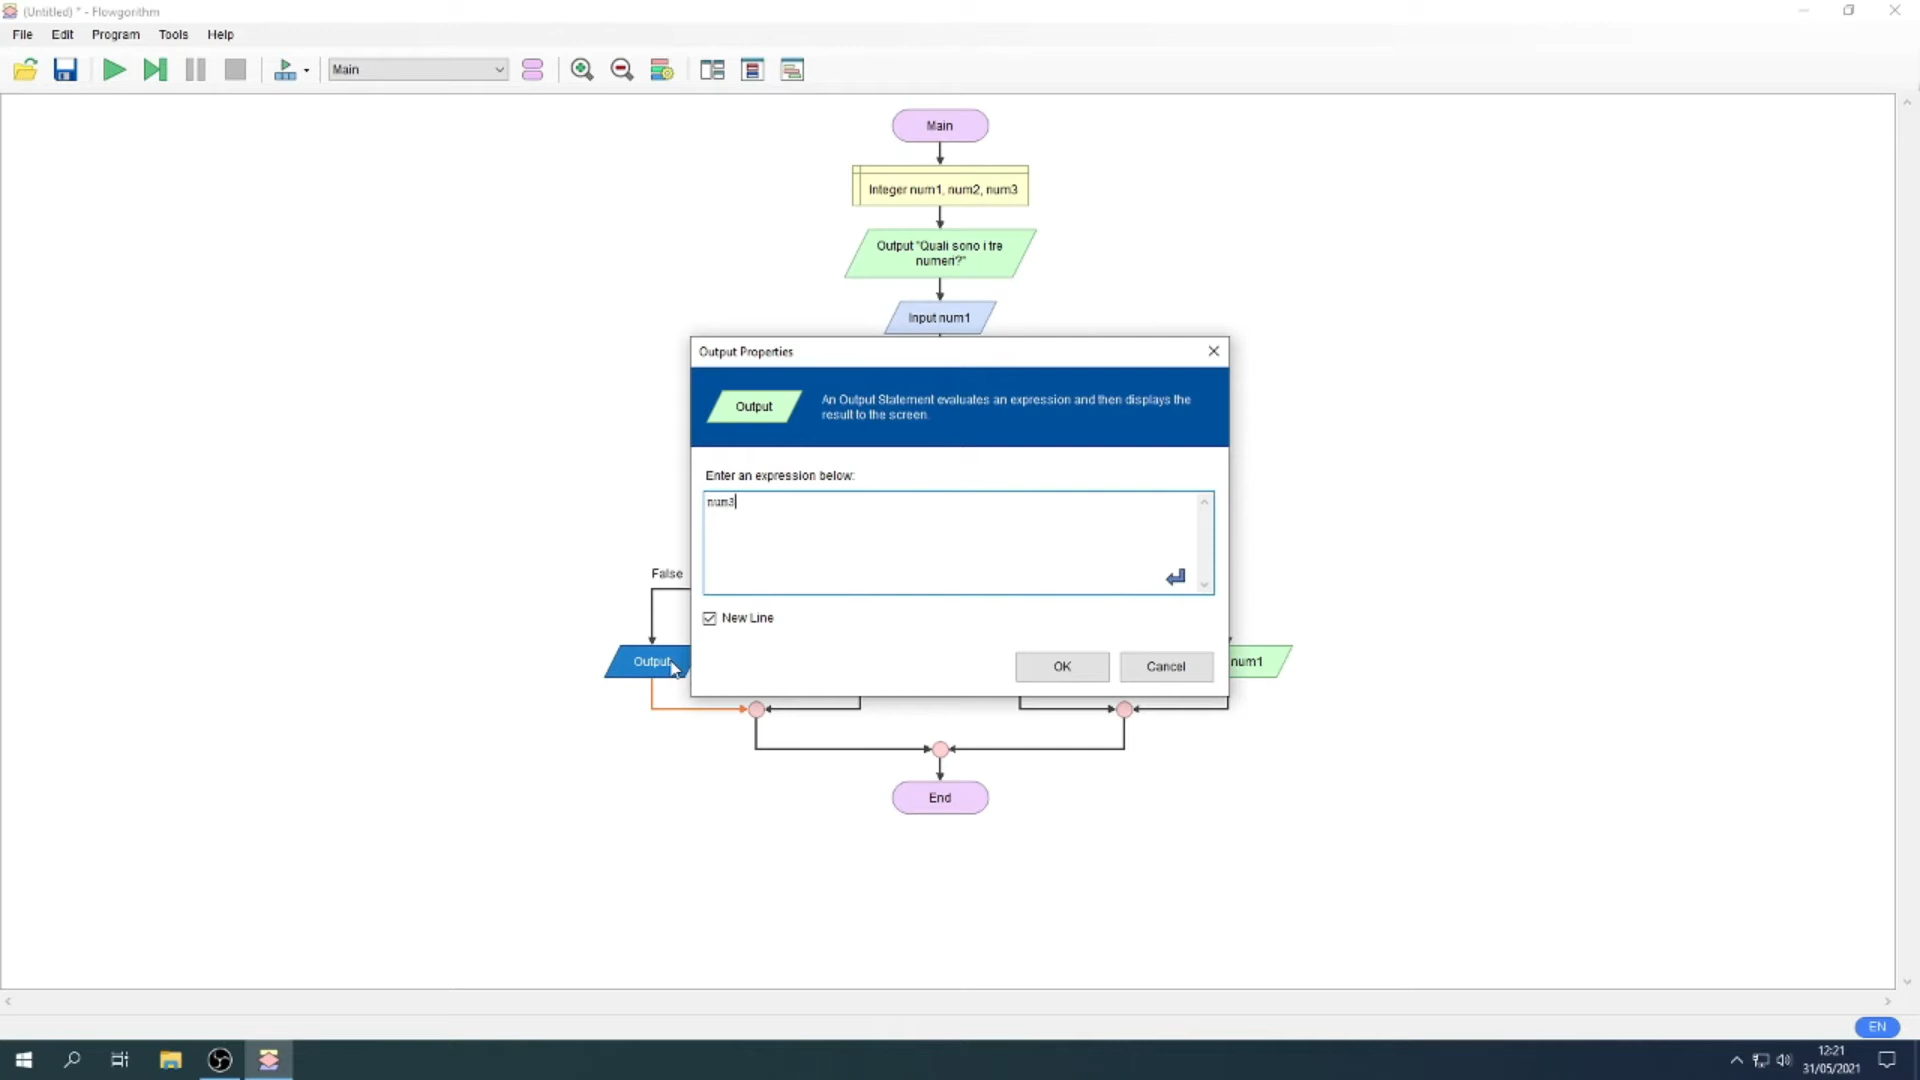 (Untitled) * - Flowgorithm
File Edit Program Tools Help
Main
Main
Integer num1, num2, num3
Output "Quali sono i tre
numeri?"
Input num1
Output Properties
Output
An Output Statement evaluates an expression and then displays the
result to the screen.
Enter an expression below:
num3
False
New Line
Output
num1
OK
Cancel
End
EN
12:21
31/05/2021